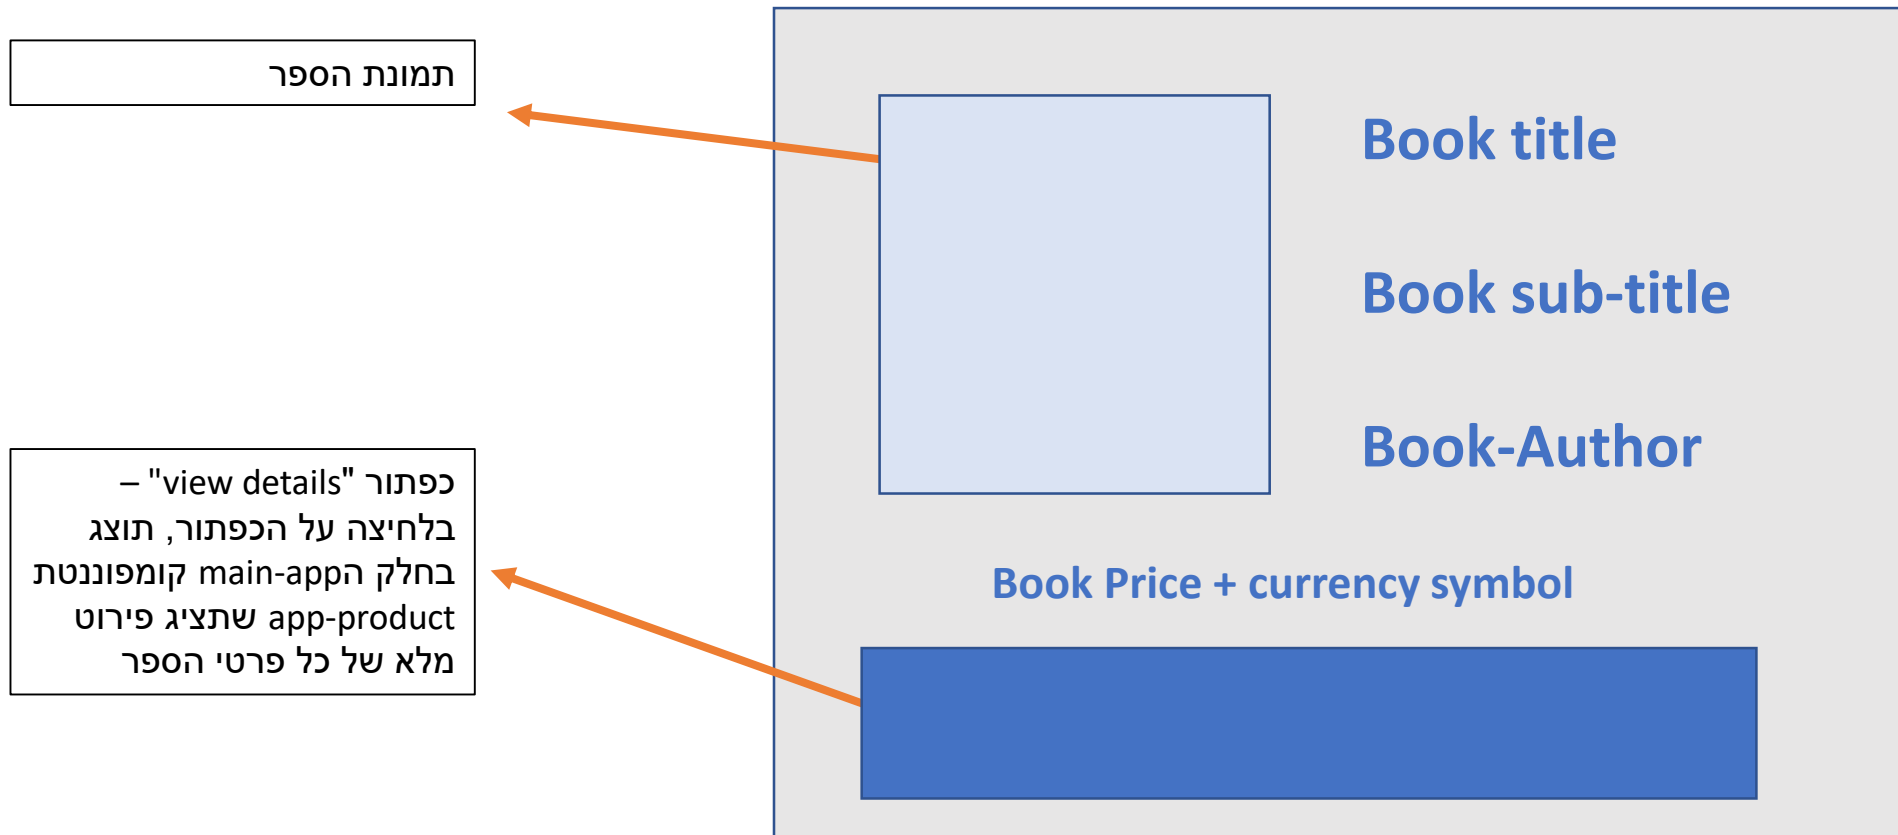 תמונת הספר
Book title
Book sub-title
Book-Author
כפתור "view details" –
בלחיצה על הכפתור, תוצג
בחלק הmain-app קומפוננטת
app-product שתציג פירוט
מלא של כל פרטי הספר
Book Price + currency symbol